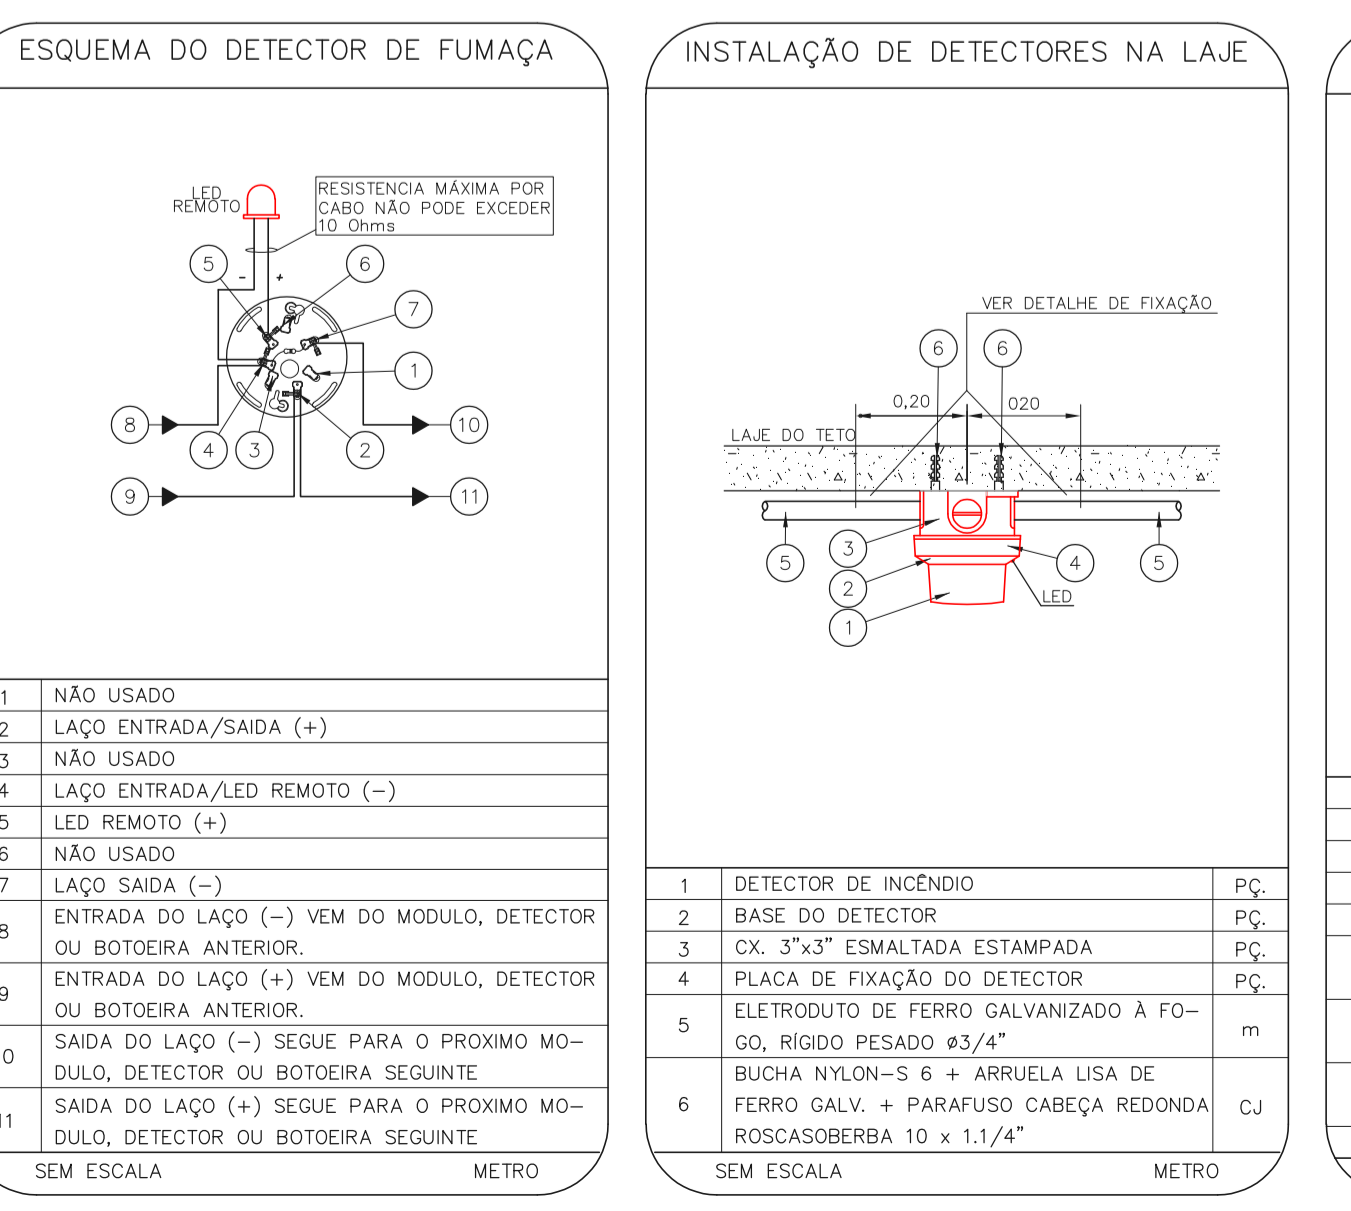 ESQUEMA DO DETECTOR DE FUMAÇA
LED
REMOTO
RESISTENCIA MÁXIMA POR
CABO NÃO PODE EXCEDER
10 Ohms
5
6
- +
7
1
8
10
4
3
2
9
11
1 NÃO USADO
2 LAÇO ENTRADA/SAIDA (+)
3 NÃO USADO
4 LAÇO ENTRADA/LED REMOTO (-)
5 LED REMOTO (+)
6 NÃO USADO
7 LAÇO SAIDA (-)
8 ENTRADA DO LAÇO (-) VEM DO MODULO, DETECTOR
OU BOTOEIRA ANTERIOR.
9 ENTRADA DO LAÇO (+) VEM DO MODULO, DETECTOR
OU BOTOEIRA ANTERIOR.
10 SAIDA DO LAÇO (-) SEGUE PARA O PROXIMO MO-
DULO, DETECTOR OU BOTOEIRA SEGUINTE
11 SAIDA DO LAÇO (+) SEGUE PARA O PROXIMO MO-
DULO, DETECTOR OU BOTOEIRA SEGUINTE
SEM ESCALA METRO
INSTALAÇÃO DE DETECTORES NA LAJE
VER DETALHE DE FIXAÇÃO
6
6
0,20
020
LAJE DO TETO
5
3
2
1
4
5
LED
1 DETECTOR DE INCÊNDIO PÇ.
2 BASE DO DETECTOR PÇ.
3 CX. 3"x3" ESMALTADA ESTAMPADA PÇ.
4 PLACA DE FIXAÇÃO DO DETECTOR PÇ.
5 ELETRODUTO DE FERRO GALVANIZADO À FO-
GO, RÍGIDO PESADO ø3/4" m
6 BUCHA NYLON-S 6 + ARRUELA LISA DE
FERRO GALV. + PARAFUSO CABEÇA REDONDA
ROSCASOBERBA 10 x 1.1/4" CJ
SEM ESCALA METRO